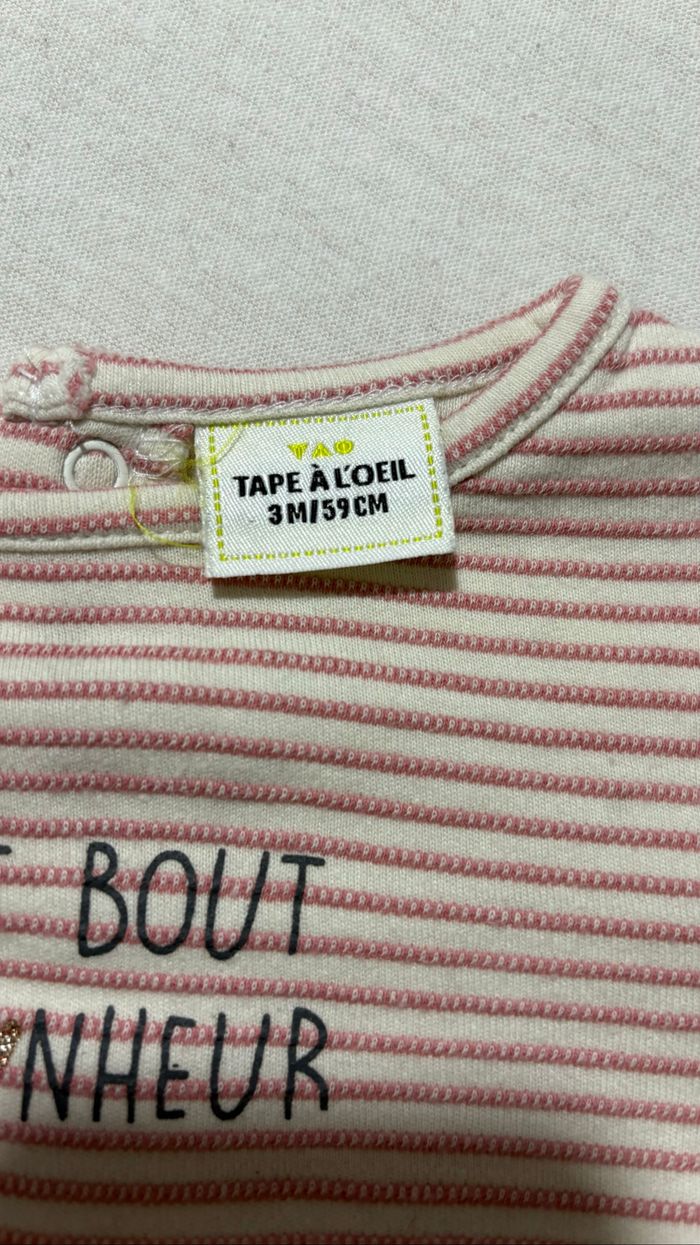 TAO
TAPE À L'OEIL
3M/59CM
BOUT
NHEUR